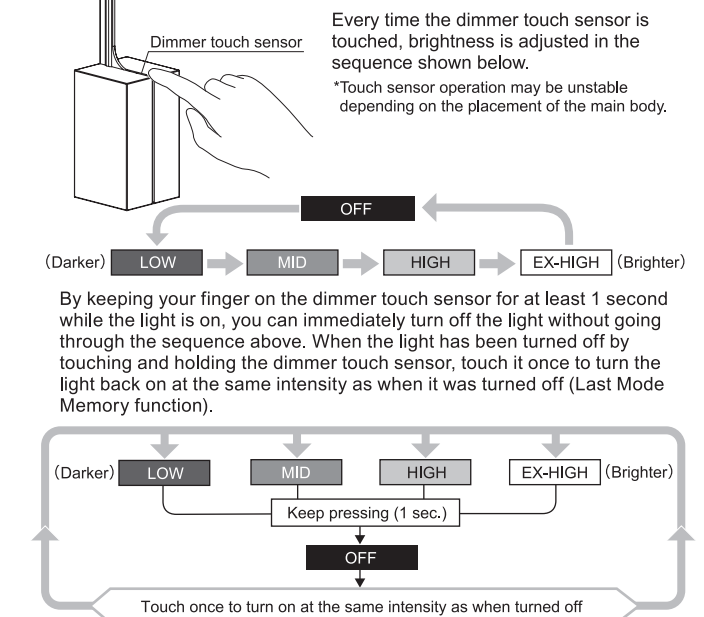 Dimmer touch sensor
Every time the dimmer touch sensor is
touched, brightness is adjusted in the
sequence shown below.
*Touch sensor operation may be unstable
depending on the placement of the main body.
OFF
(Darker) LOW MID HIGH EX-HIGH (Brighter)
By keeping your finger on the dimmer touch sensor for at least 1 second
while the light is on, you can immediately turn off the light without going
through the sequence above. When the light has been turned off by
touching and holding the dimmer touch sensor, touch it once to turn the
light back on at the same intensity as when it was turned off (Last Mode
Memory function).
(Darker) LOW MID HIGH EX-HIGH (Brighter)
Keep pressing (1 sec.)
OFF
Touch once to turn on at the same intensity as when turned off